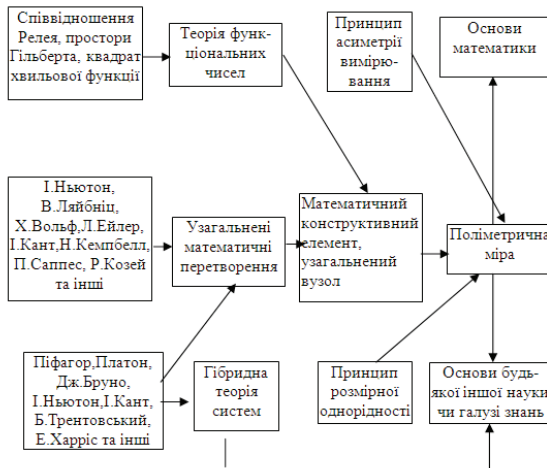 Співвідношення
Релея, простори
Гільберта, квадрат
хвильової функції
Теорія функ-
ціональних
чисел
Принцип
асиметрії
вимірю-
вання
Основи
математики
І.Ньютон,
В.Ляйбніц,
Х.Вольф,Л.Ейлер,
І.Кант,Н.Кемпбелл,
П.Саппес, Р.Козей
та інші
Узагальнені
математичні
перетворення
Математичний
конструктивний
елемент,
узагальнений
вузол
Поліметрична
міра
Піфагор,Платон,
Дж.Бруно,
І.Ньютон,І.Кант,
Б.Трентовський,
Е.Харріс та інші
Гібридна
теорія
систем
Принцип
розмірної
однорідності
Основи будь-
якої іншої науки
чи галузі знань